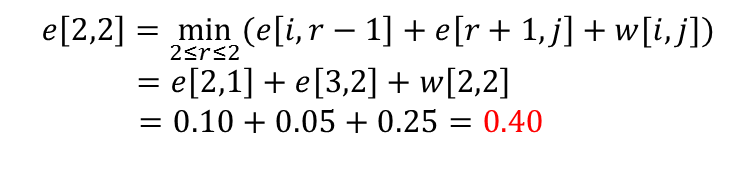 e[2,2] = min (e[i, r − 1] + e[r + 1, j] + w[i, j])
2≤r≤2
= e[2,1] + e[3,2] + w[2,2]
= 0.10 + 0.05 + 0.25 = 0.40